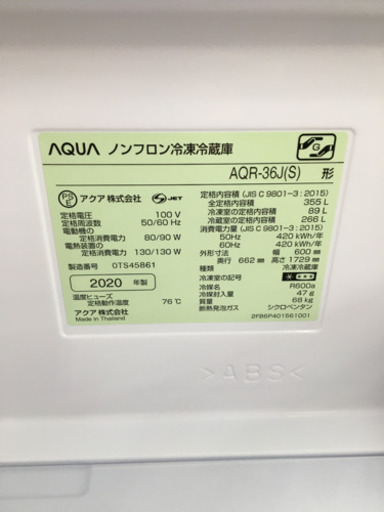 AQUA ノンフロン冷凍冷蔵庫
AQR-36J(S) 形
アクア 株式会社 JET
定格電圧 100 V
定格周波数 50/60 Hz
電動機の
定格消費電力 80/90 W
電熱装置の
定格消費電力 130/130 W
製造番号 0TS45861
2020 年製
温度ヒューズ
定格動作温度 76℃
アクア 株式会社
Made in Thailand
定格内容積 (JIS C 9801-3 : 2015)
全定格内容積 355 L
冷凍室の定格内容積 89 L
冷蔵室の定格内容積 266 L
消費電力量 (JIS C 9801-3 : 2015)
50Hz 420 kWh/年
60Hz 420 kWh/年
外形寸法 幅 600 mm
奥行 662 mm 高さ 1729 mm
種類 冷凍冷蔵庫
冷凍室の記号
冷媒名 R600a
冷媒封入量 47 g
質量 68 kg
断熱発泡ガス シクロペンタン
2FB6P401S61001
>ABS<